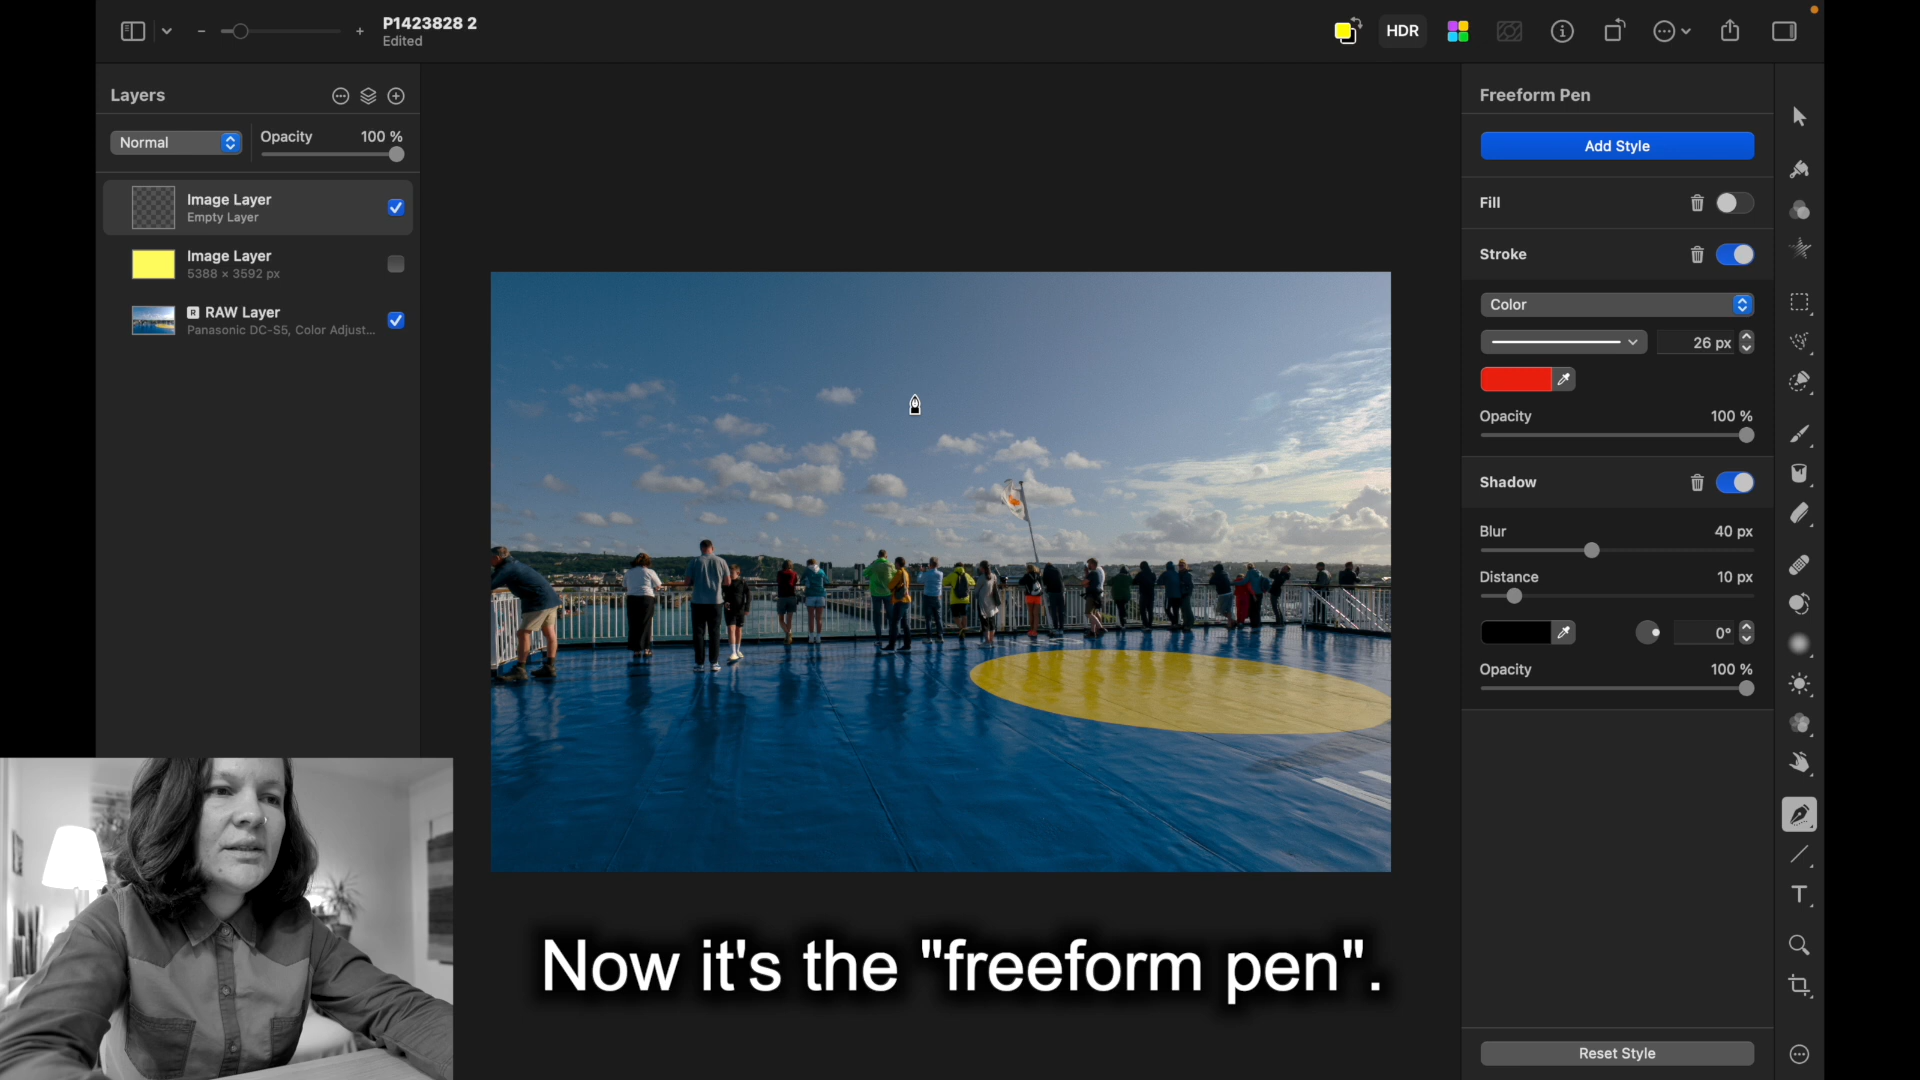 P1423828 2
Edited
HDR
Layers
Normal
Opacity 100 %
Image Layer
Empty Layer
Image Layer
5388 × 3592 px
R RAW Layer
Panasonic DC-S5, Color Adjust...
Freeform Pen
Add Style
Fill
Stroke
Color
26 px
Opacity 100 %
Shadow
Blur 40 px
Distance 10 px
0°
Opacity 100 %
Reset Style
Now it's the "freeform pen".